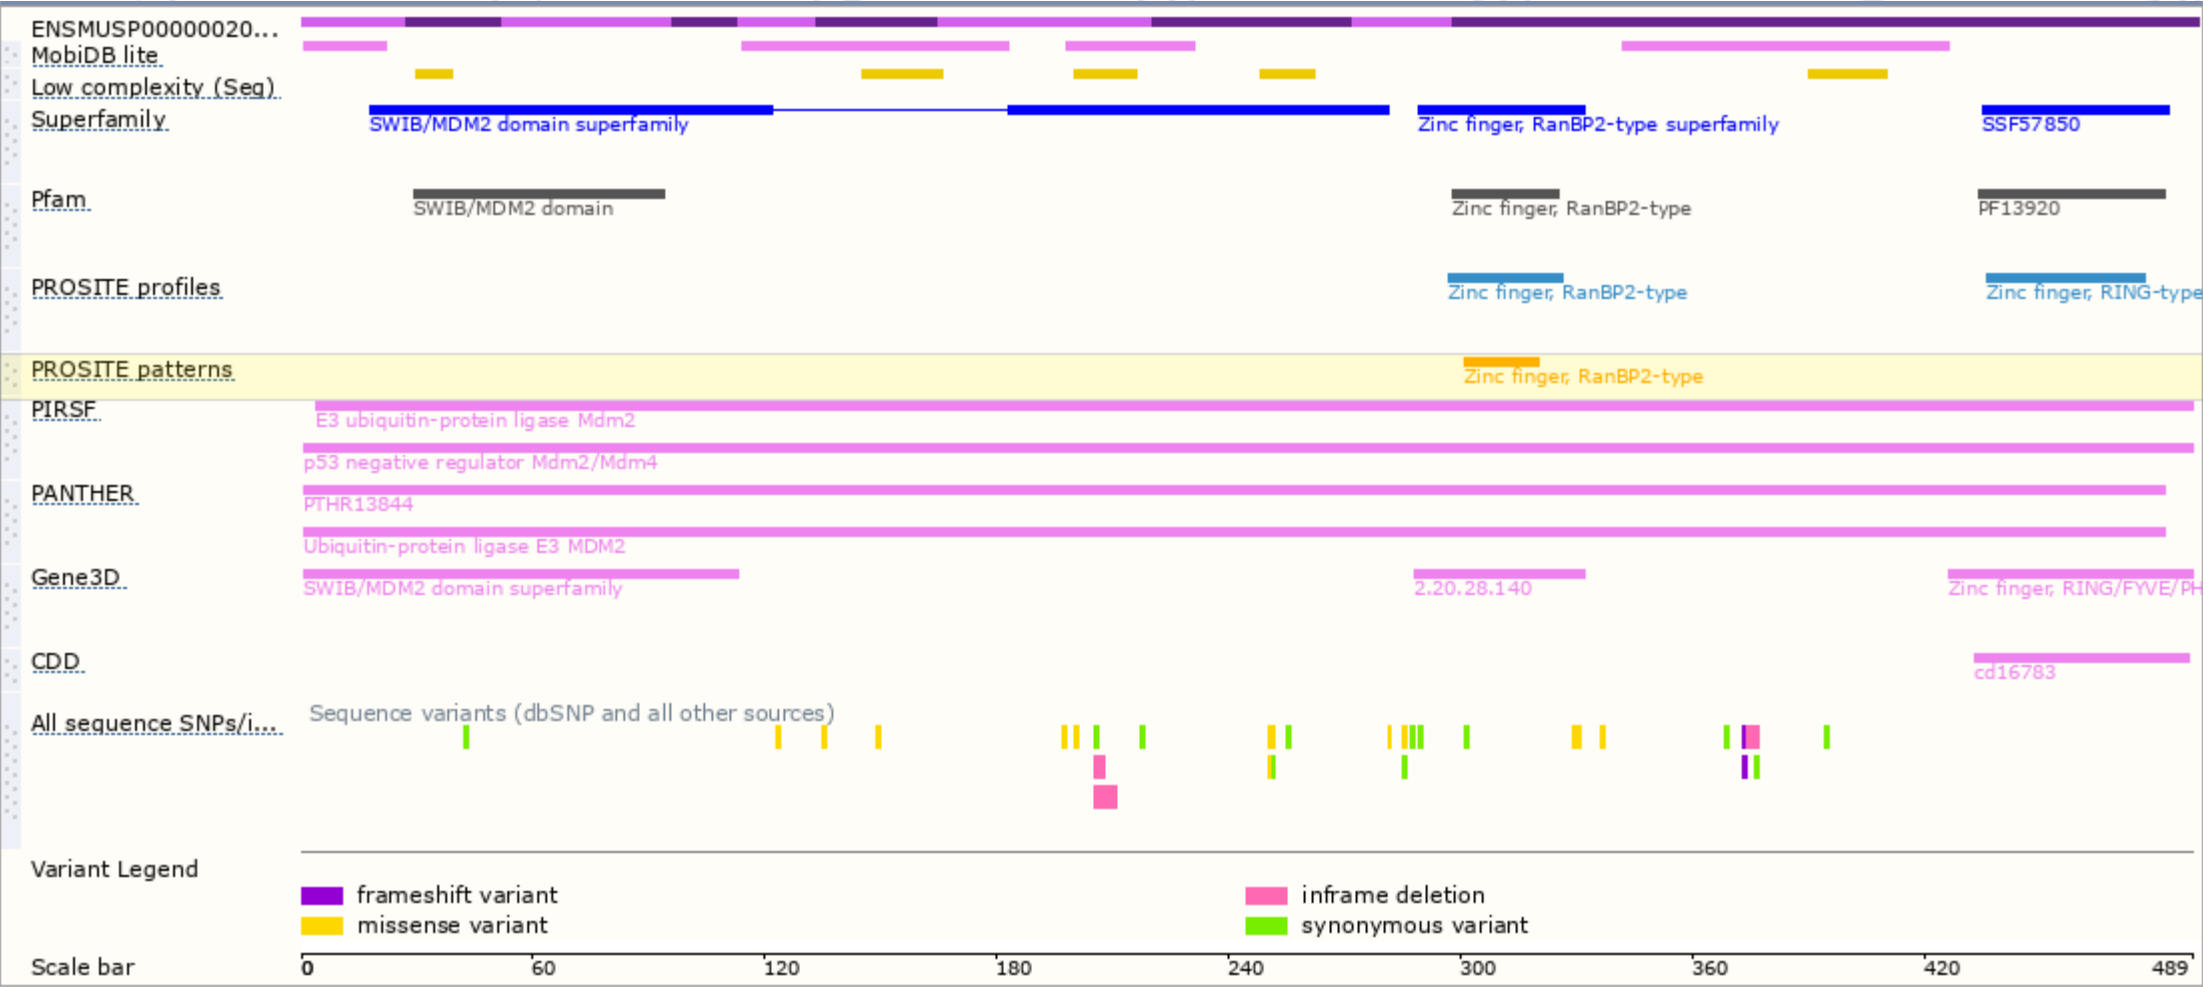 ENSMUSP00000020...
MobiDB lite
Low complexity (Seg)
Superfamily
SWIB/MDM2 domain superfamily
Zinc finger, RanBP2-type superfamily
SSF57850
Pfam
SWIB/MDM2 domain
Zinc finger, RanBP2-type
PF13920
PROSITE profiles
Zinc finger, RanBP2-type
Zinc finger, RING-type
PROSITE patterns
Zinc finger, RanBP2-type
PIRSF
E3 ubiquitin-protein ligase Mdm2
p53 negative regulator Mdm2/Mdm4
PANTHER
PTHR13844
Ubiquitin-protein ligase E3 MDM2
Gene3D
SWIB/MDM2 domain superfamily
2.20.28.140
Zinc finger, RING/FYVE/PH
CDD
cd16783
All sequence SNPs/i...
Sequence variants (dbSNP and all other sources)
Variant Legend
frameshift variant
inframe deletion
missense variant
synonymous variant
Scale bar
0 60 120 180 240 300 360 420 489